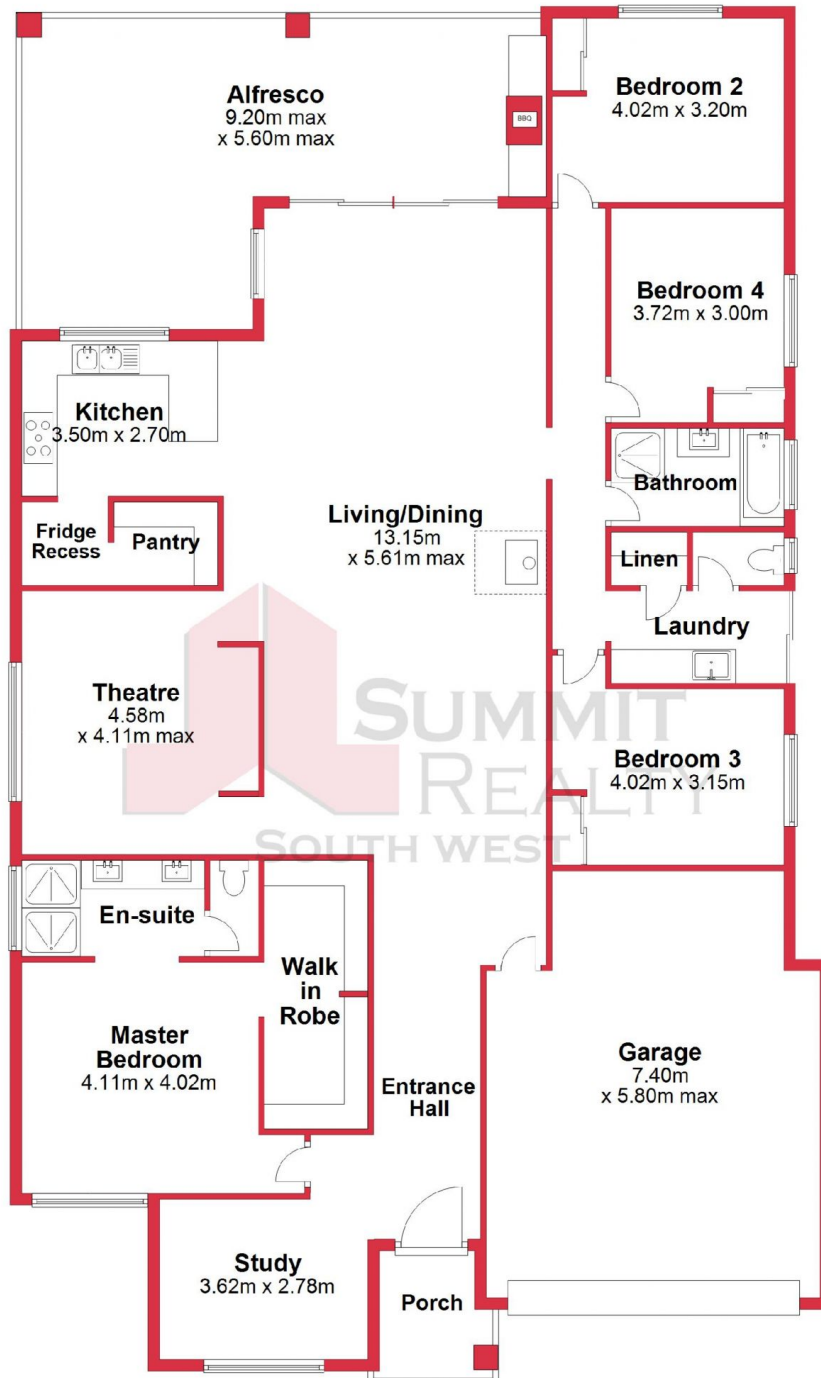 Alfresco
9.20m max
x 5.60m max
BBQ
Bedroom 2
4.02m x 3.20m
Bedroom 4
3.72m x 3.00m
Kitchen
3.50m x 2.70m
Bathroom
Fridge
Recess
Pantry
Living/Dining
13.15m
x 5.61m max
Linen
Laundry
Theatre
4.58m
x 4.11m max
SUMMIT
REALTY
SOUTH WEST
Bedroom 3
4.02m x 3.15m
En-suite
Walk
in
Robe
Master
Bedroom
4.11m x 4.02m
Entrance
Hall
Garage
7.40m
x 5.80m max
Study
3.62m x 2.78m
Porch